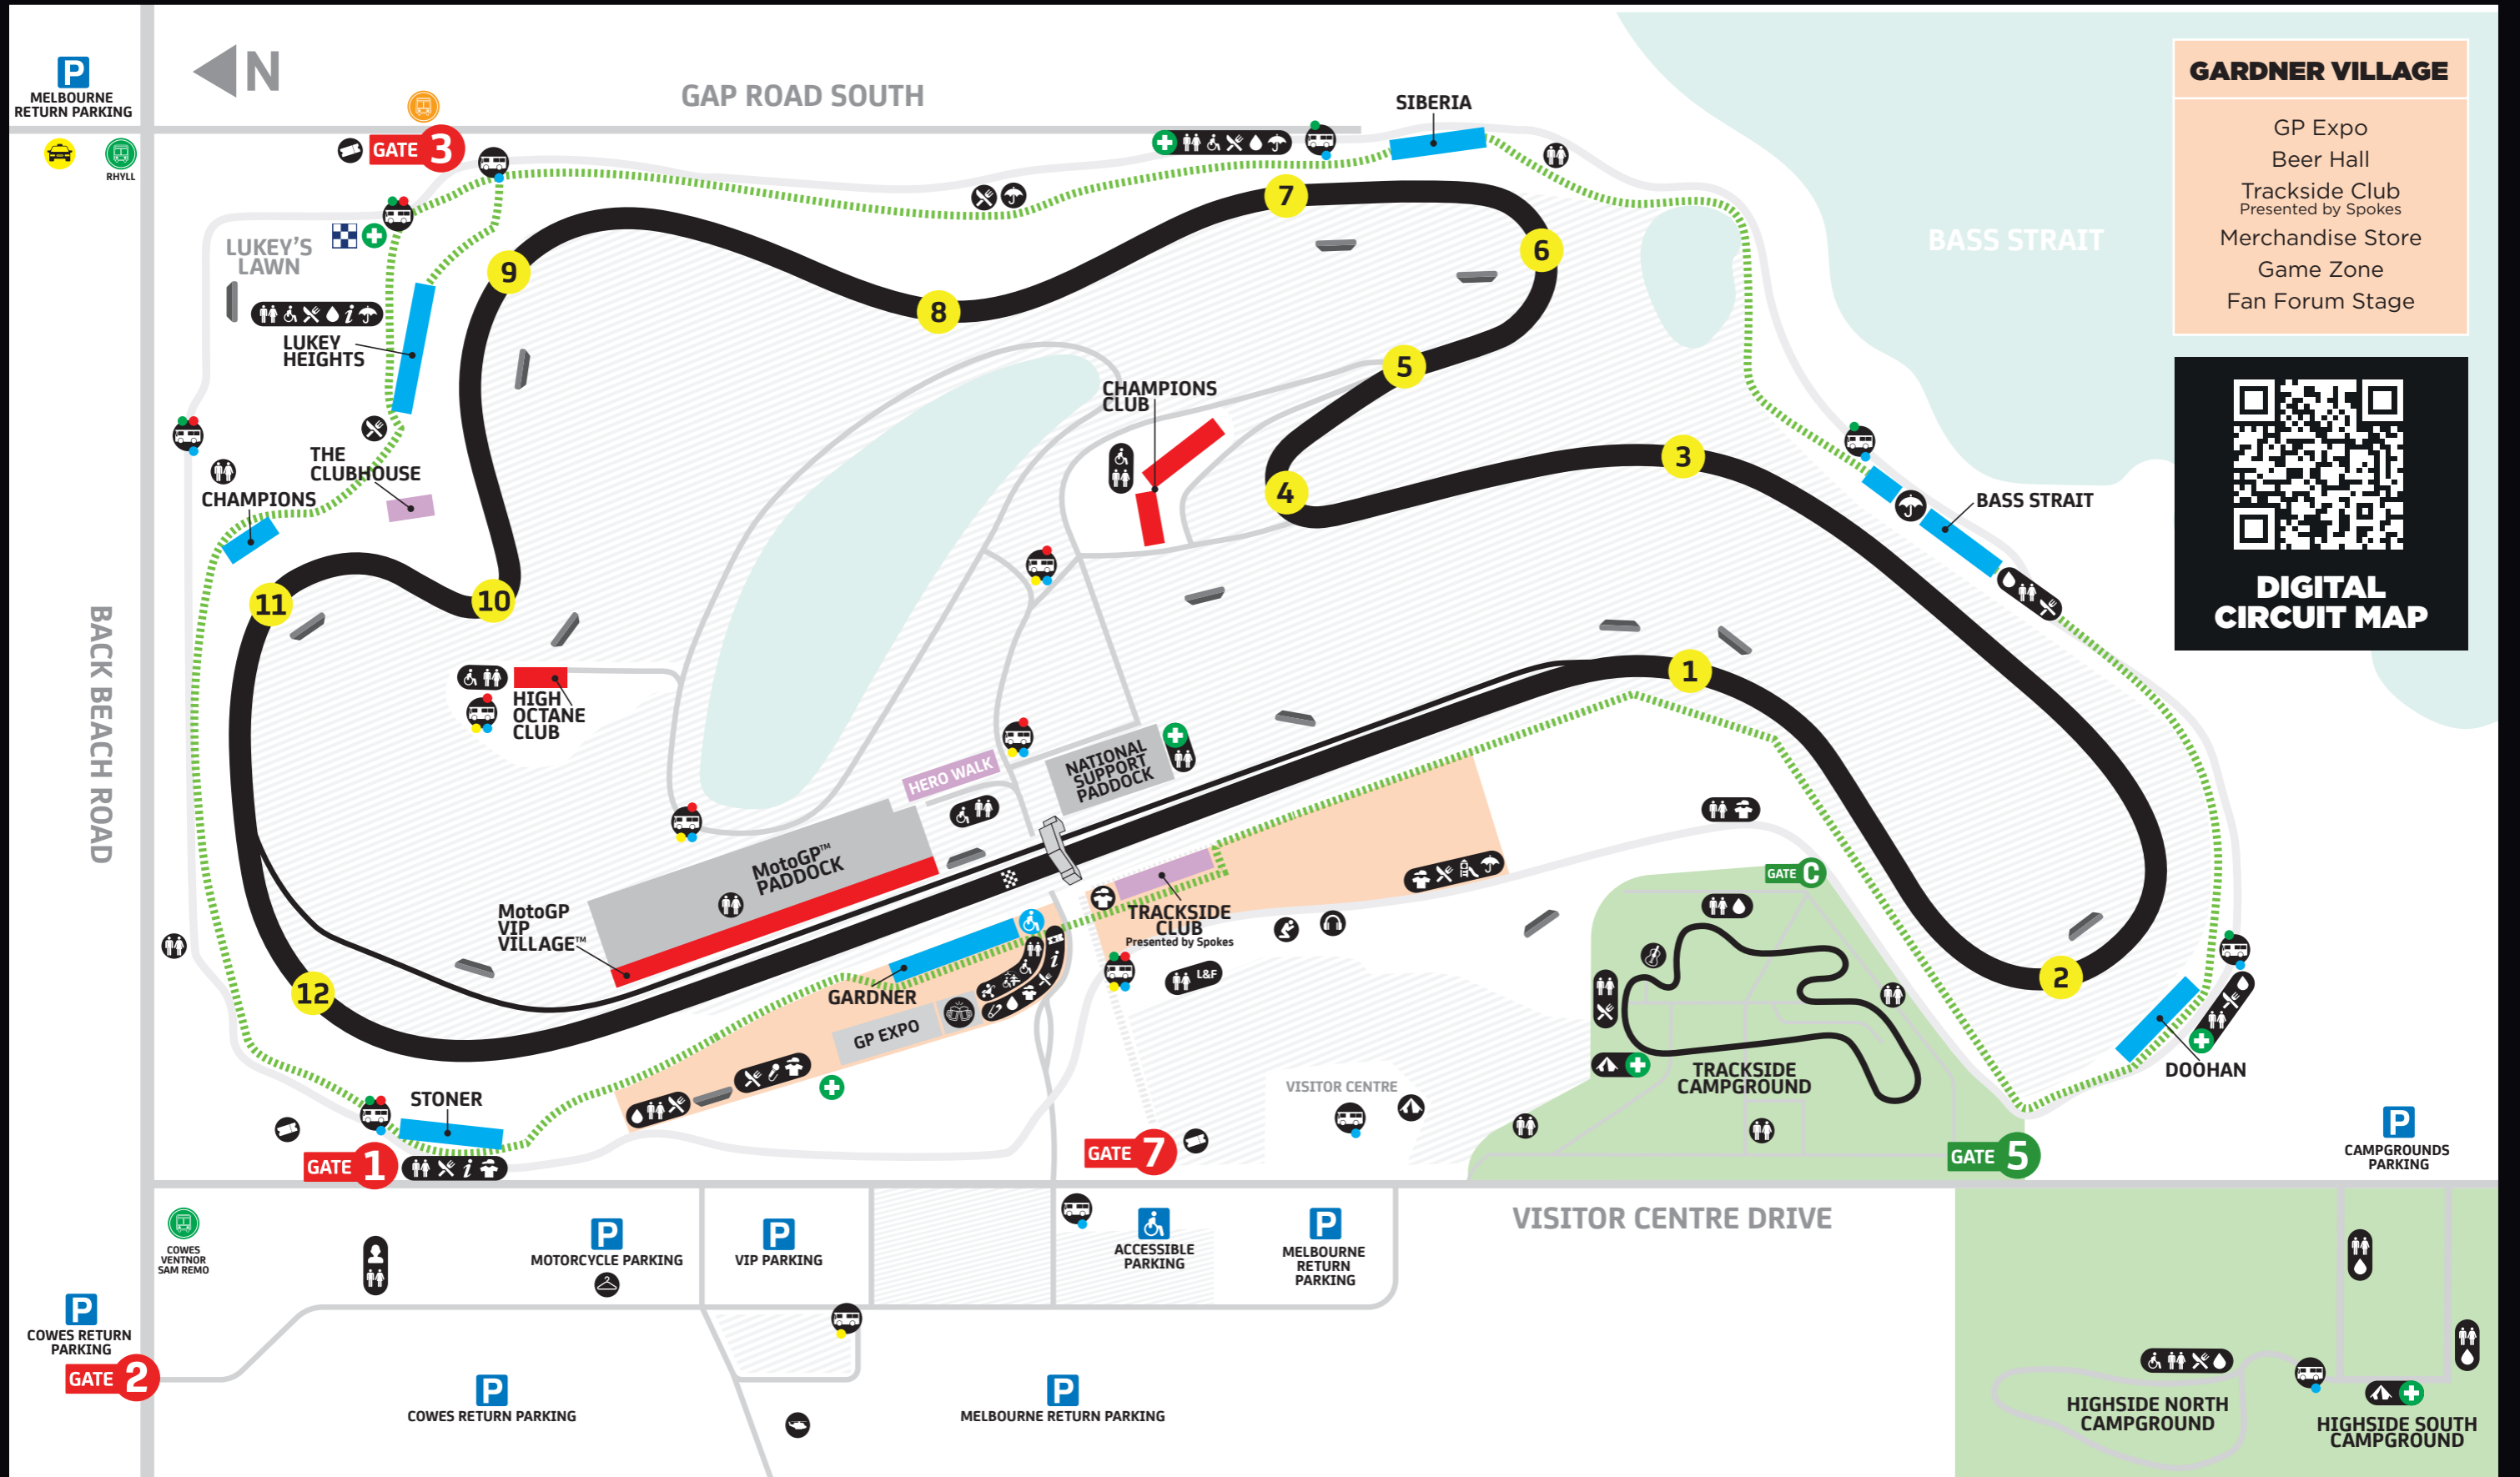 P
MELBOURNE
RETURN PARKING
RHYLL
N
GAP ROAD SOUTH
GATE 3
SIBERIA
BASS STRAIT
GARDNER VILLAGE
GP Expo
Beer Hall
Trackside Club
Presented by Spokes
Merchandise Store
Game Zone
Fan Forum Stage
DIGITAL
CIRCUIT MAP
LUKEY'S
LAWN
i
LUKEY
HEIGHTS
THE
CLUBHOUSE
CHAMPIONS
9
8
7
6
5
4
3
CHAMPIONS
CLUB
BASS STRAIT
11
10
1
BACK BEACH ROAD
HIGH
OCTANE
CLUB
HERO WALK
NATIONAL
SUPPORT
PADDOCK
MotoGP™
PADDOCK
MotoGP
VIP
VILLAGE™
12
GARDNER
GP EXPO
i
TRACKSIDE
CLUB
Presented by Spokes
L&F
GATE C
2
DOOHAN
TRACKSIDE
CAMPGROUND
VISITOR CENTRE
STONER
GATE 1
i
GATE 7
GATE 5
P
CAMPGROUNDS
PARKING
COWES
VENTNOR
SAM REMO
P
MOTORCYCLE PARKING
P
VIP PARKING
ACCESSIBLE
PARKING
P
MELBOURNE
RETURN
PARKING
VISITOR CENTRE DRIVE
P
COWES RETURN
PARKING
GATE 2
P
COWES RETURN PARKING
P
MELBOURNE RETURN PARKING
HIGHSIDE NORTH
CAMPGROUND
HIGHSIDE SOUTH
CAMPGROUND